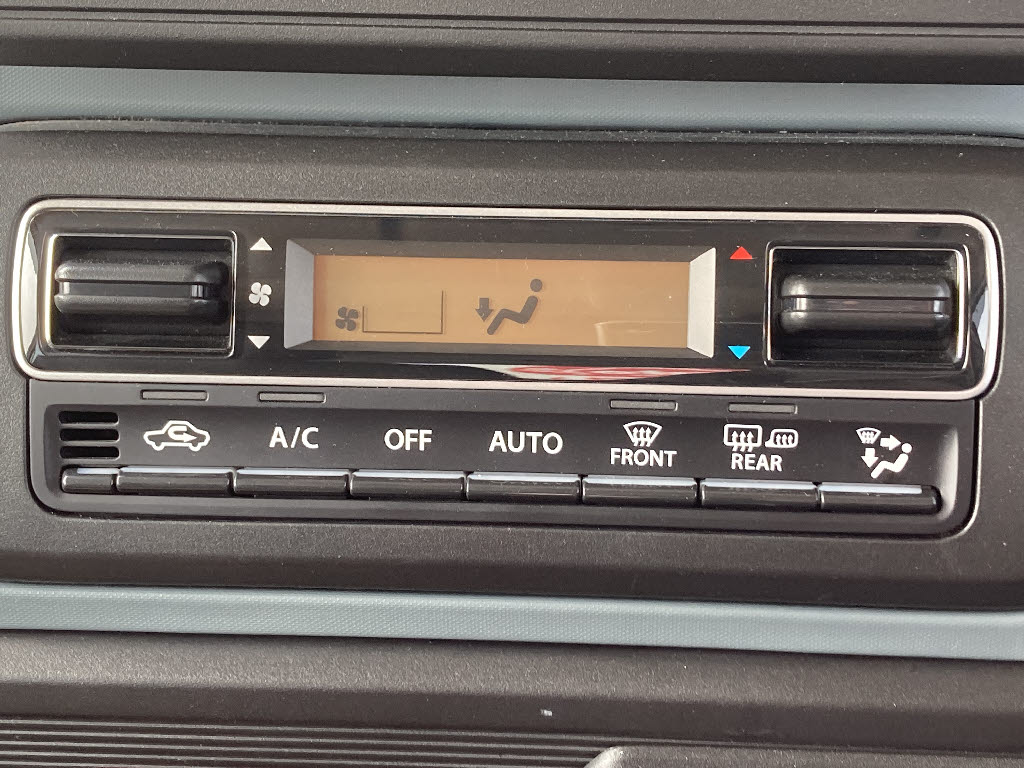 A/C OFF AUTO FRONT REAR